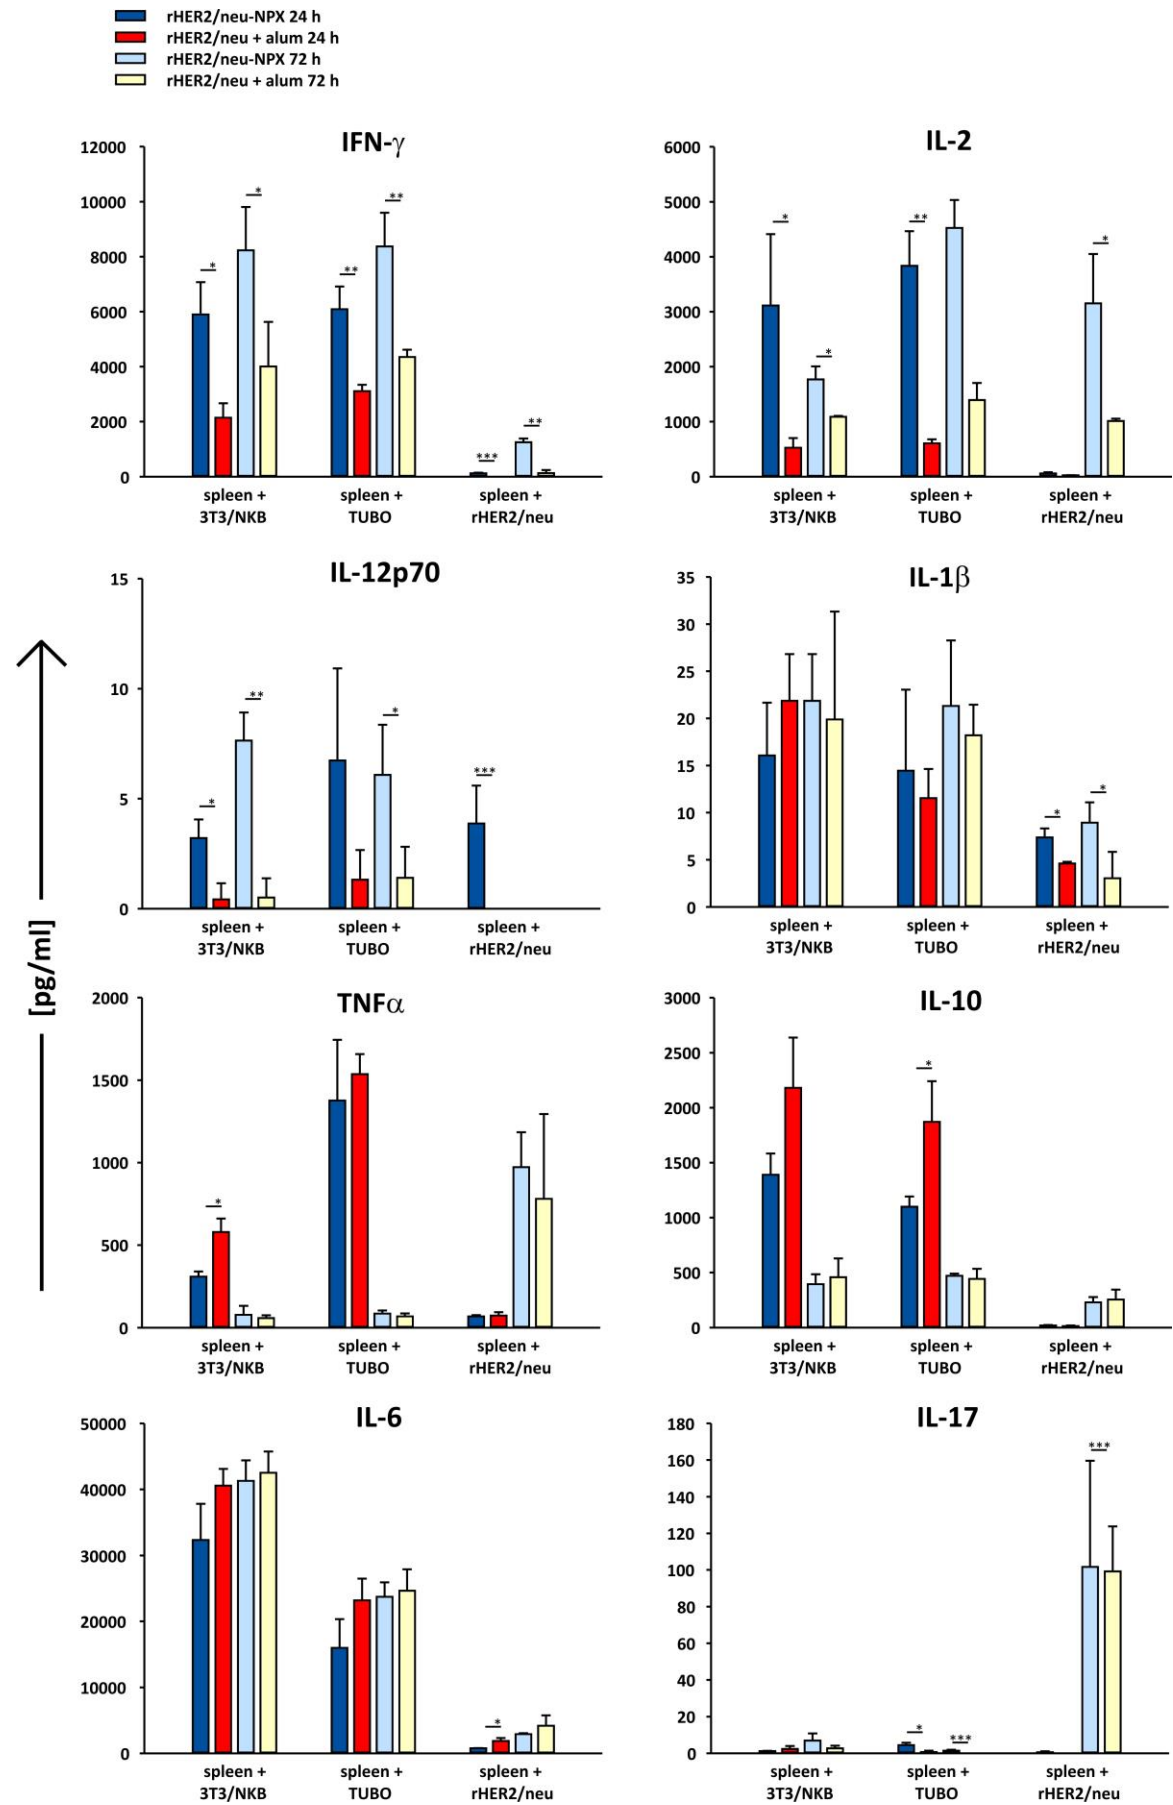 rHER2/neu-NPX 24 h
rHER2/neu + alum 24 h
rHER2/neu-NPX 72 h
rHER2/neu + alum 72 h
[pg/ml]
IFN-γ
12000
10000
8000
6000
4000
2000
0
* * ** ** *** **
spleen + spleen + spleen +
3T3/NKB TUBO rHER2/neu
IL-2
6000
5000
4000
3000
2000
1000
0
* * ** *
spleen + spleen + spleen +
3T3/NKB TUBO rHER2/neu
IL-12p70
15
10
5
0
* ** * ***
spleen + spleen + spleen +
3T3/NKB TUBO rHER2/neu
IL-1β
35
30
25
20
15
10
5
0
* *
spleen + spleen + spleen +
3T3/NKB TUBO rHER2/neu
TNFα
2000
1500
1000
500
0
*
spleen + spleen + spleen +
3T3/NKB TUBO rHER2/neu
IL-10
3000
2500
2000
1500
1000
500
0
*
spleen + spleen + spleen +
3T3/NKB TUBO rHER2/neu
IL-6
50000
40000
30000
20000
10000
0
*
spleen + spleen + spleen +
3T3/NKB TUBO rHER2/neu
IL-17
180
160
140
120
100
80
60
40
20
0
* *** ***
spleen + spleen + spleen +
3T3/NKB TUBO rHER2/neu